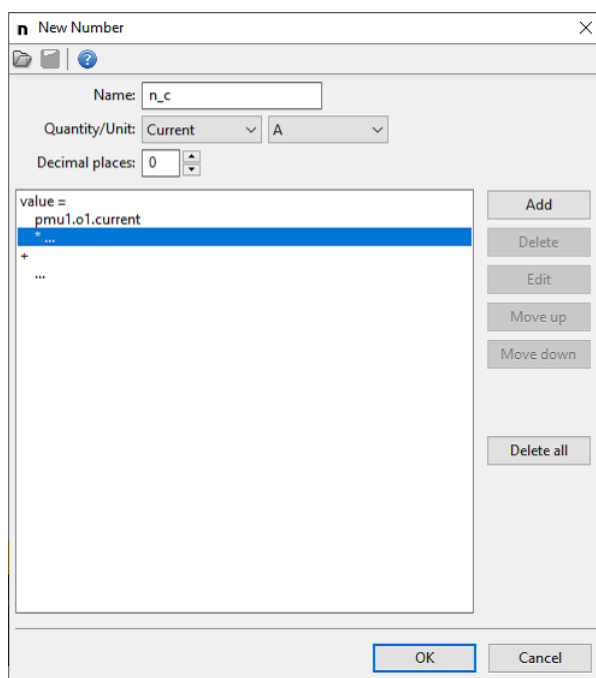 n New Number
Name: n_c
Quantity/Unit: Current A
Decimal places: 0
value =
pmu1.o1.current
* ...
+
...
Add
Delete
Edit
Move up
Move down
Delete all
OK Cancel